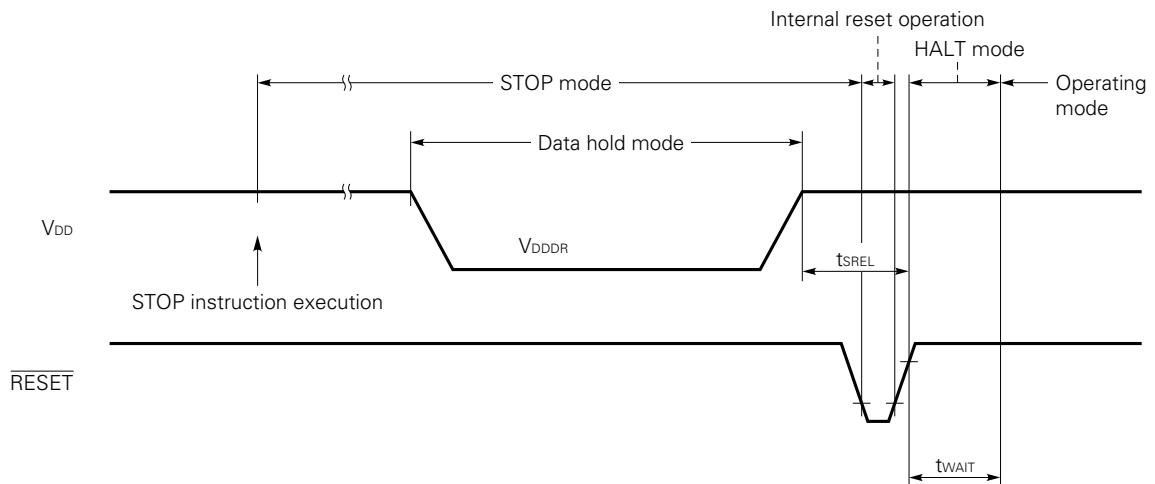 Internal reset operation
HALT mode
STOP mode
Operating
mode
Data hold mode
VDD
VDDDR
tSREL
STOP instruction execution
RESET
tWAIT